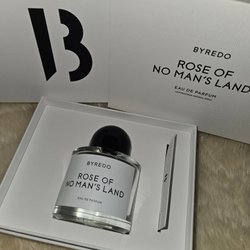 B
BYREDO
ROSE OF
NO MAN'S LAND
EAU DE PARFUM
BYREDO
ROSE OF
NO MAN'S LAND
EAU DE PARFUM